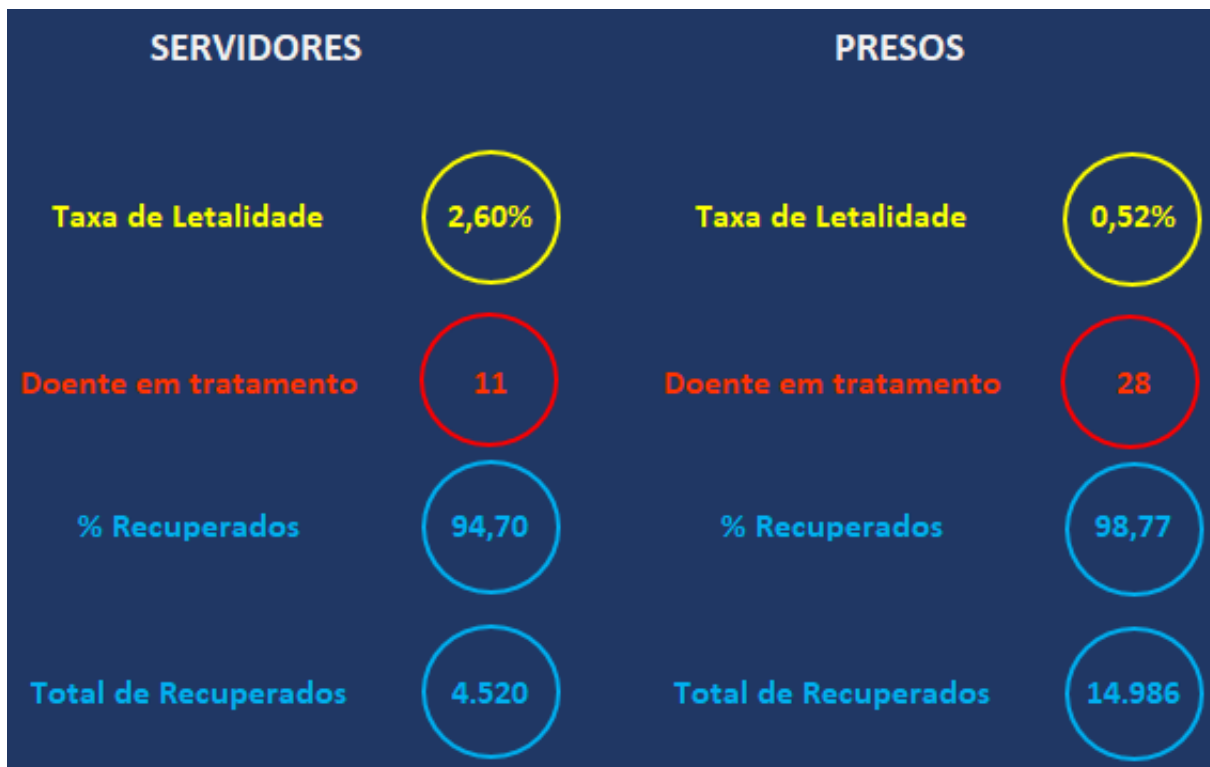 SERVIDORES
PRESOS
Taxa de Letalidade 2,60%
Taxa de Letalidade 0,52%
Doente em tratamento 11
Doente em tratamento 28
% Recuperados 94,70
% Recuperados 98,77
Total de Recuperados 4.520
Total de Recuperados 14.986